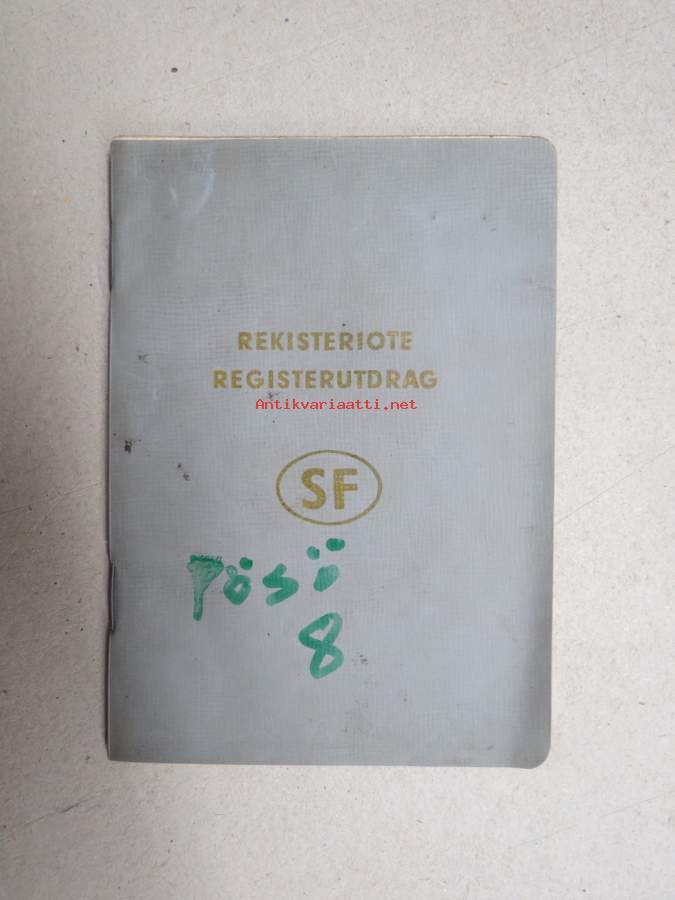 REKISTERIOTE
REGISTERUTDRAG
Antikvariaatti.net
SF
Pösö
8